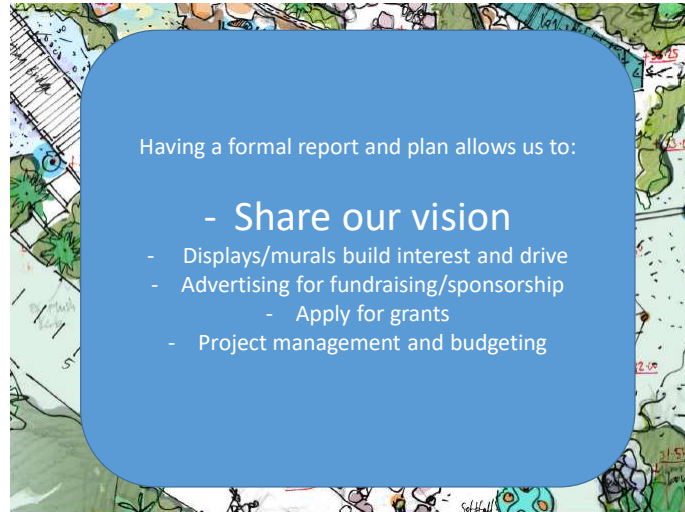 Having a formal report and plan allows us to:
- Share our vision
- Displays/murals build interest and drive
- Advertising for fundraising/sponsorship
- Apply for grants
- Project management and budgeting